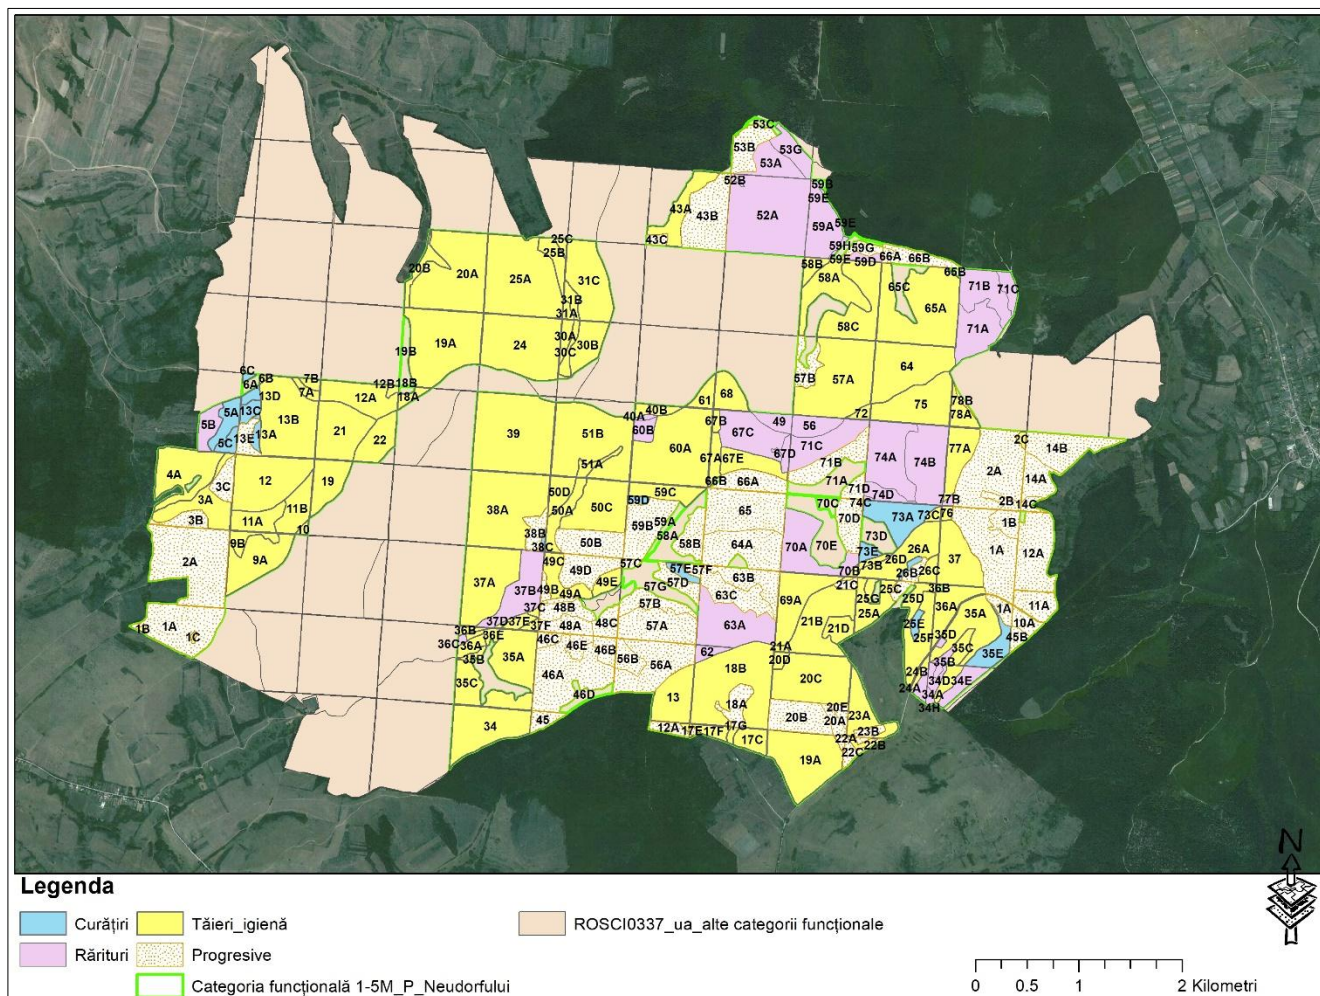 53C
53B 53G
53A
52B 59B
43A 59E
43B 52A 59A 59E
43C 59H 59G
25C 59E 59D 66A 66B
25B 58B 66B
20B 20A 25A 31C 58A 65C 71B 71C
31B 65A
31A 58C 71A
19A 24 30A
30C 30B
19B 57B 57A 64
6C 6B 7B 12B 18B
6A 7A 12A 18A 61 68 75 78B
13D 78A
5A 13C 13B 40A 40B 72
5B 21 22 39 51B 60B 67B 67C 49 56
5C 13E 13A 60A 71C 77A 2C 14B
4A 12 19 51A 67A 67E 67D 71B 74A 74B 2A
3C 66B 66A 71A 14A
3A 50D 59C 71D 74D 77B 2B 14C
11B 38A 50A 50C 59D 65 70C 74C 73A 73C 76
3B 11A 10 59B 59A 70D 1B
9B 38B 50B 58A 58B 64A 70A 70E 73D 1A 12A
2A 9A 38C 57C 73E 26A 37
49C 49D 57E 57F 70B 73B 26D 26C
37A 37B 49B 49E 57D 63B 21C 26B
49A 57G 63C 69A 25C 25D 36B
37C 48B 57B 25G 36A 35A 1A 11A
1B 1A 37D 37E 37F 48A 48C 57A 63A 21B 25A 25E 10A
1C 36B 36E 46C 21D 25F 35D 45B
36C 36A 46E 46B 62 21A 35C 35E
35B 35A 56B 56A 20D 35B
35C 46A 18B 20C 24B 34D 34E
46D 13 18A 24A 34A
34 45 20E 23A 34H
12A 17E 17F 17G 20B 20A 23B
17C 22A 22B
19A 22C
N
Legenda
Curățiri Tăieri_igienă ROSCI0337_ua_alte categorii funcționale
Rărituri Progresive
Categoria funcțională 1-5M_P_Neudorfului
0 0.5 1 2 Kilometri